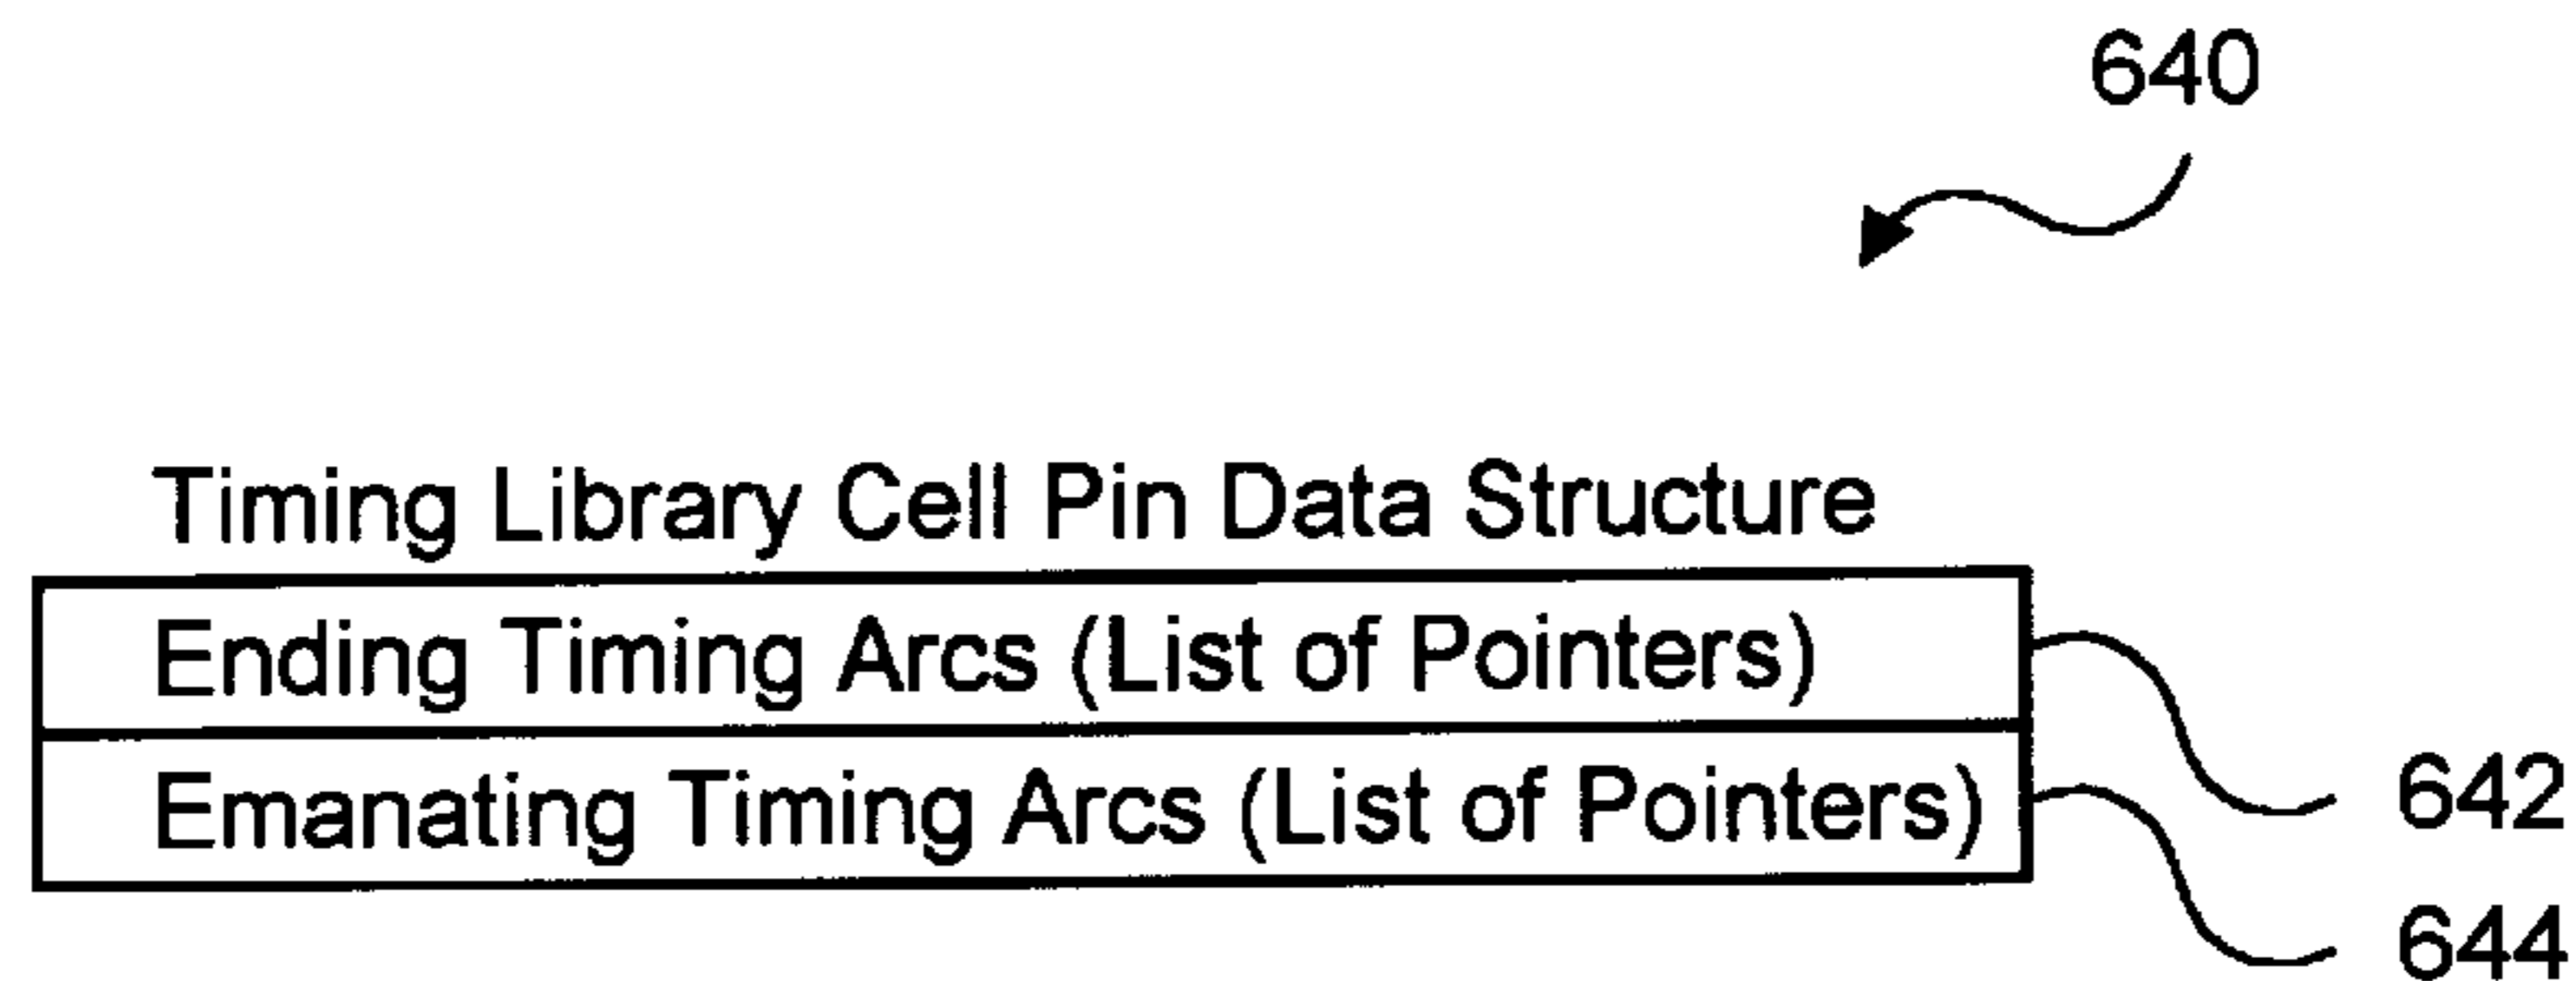 640
Timing Library Cell Pin Data Structure
Ending Timing Arcs (List of Pointers)
Emanating Timing Arcs (List of Pointers)
642
644